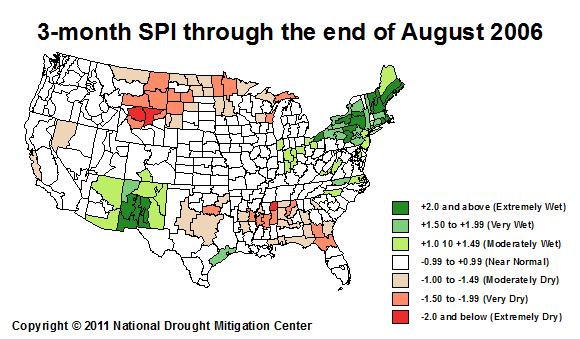 3-month SPI through the end of August 2006
+2.0 and above (Extremely Wet)
+1.50 to +1.99 (Very Wet)
+1.0 10 +1.49 (Moderately Wet)
-0.99 to +0.99 (Near Normal)
-1.00 to -1.49 (Moderately Dry)
-1.50 to -1.99 (Very Dry)
-2.0 and below (Extremely Dry)
Copyright © 2011 National Drought Mitigation Center